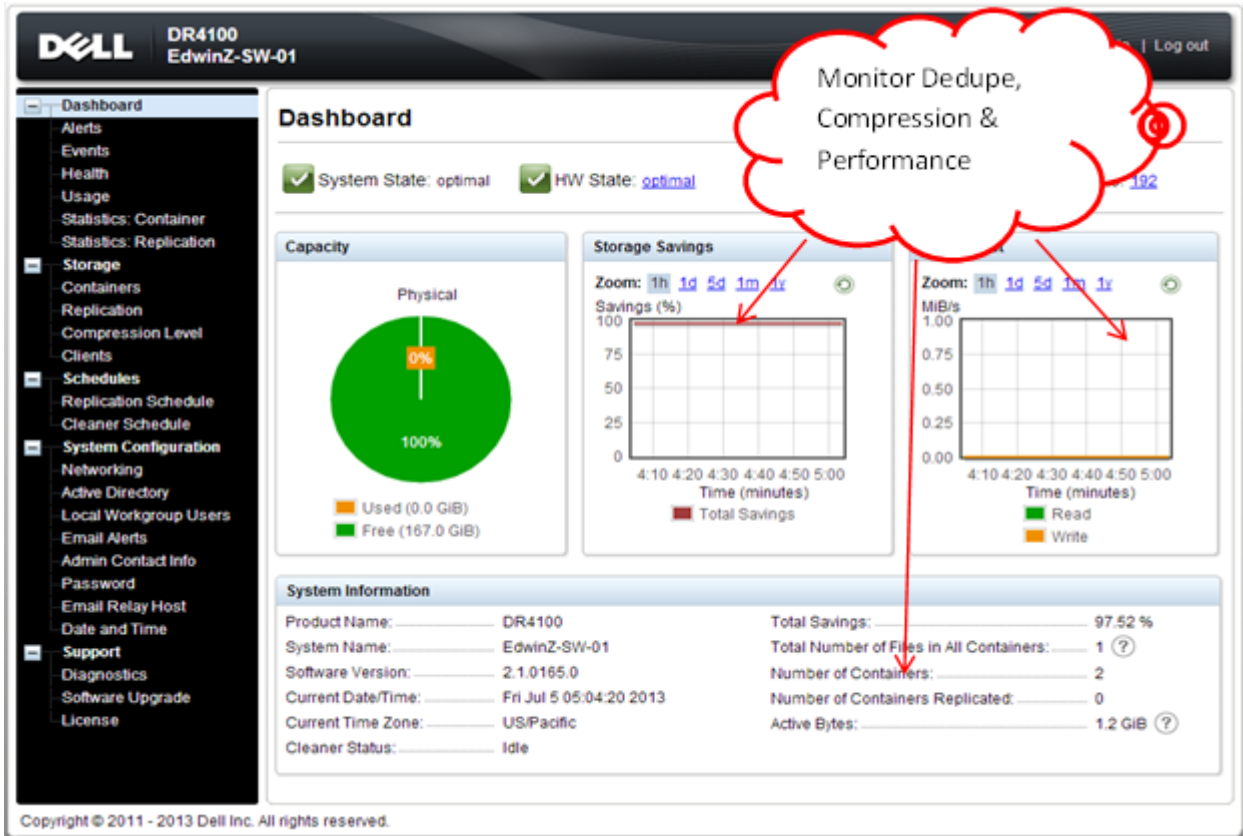 DELL
DR4100
EdwinZ-SW-01
| Log out
Monitor Dedupe,
Compression &
Performance
Dashboard
Alerts
Events
Health
Usage
Statistics: Container
Statistics: Replication
Storage
Containers
Replication
Compression Level
Clients
Schedules
Replication Schedule
Cleaner Schedule
System Configuration
Networking
Active Directory
Local Workgroup Users
Email Alerts
Admin Contact Info
Password
Email Relay Host
Date and Time
Support
Diagnostics
Software Upgrade
License
Dashboard
System State: optimal HW State: optimal 192
Capacity
Physical
0%
100%
Used (0.0 GiB)
Free (167.0 GiB)
Storage Savings
Zoom: 1h 1d 5d 1m 1y
Savings (%)
100
75
50
25
0
4:10 4:20 4:30 4:40 4:50 5:00
Time (minutes)
Total Savings
Zoom: 1h 1d 5d 1m 1y
MiB/s
1.00
0.75
0.50
0.25
0.00
4:10 4:20 4:30 4:40 4:50 5:00
Time (minutes)
Read
Write
System Information
Product Name: DR4100
System Name: EdwinZ-SW-01
Software Version: 2.1.0165.0
Current Date/Time: Fri Jul 5 05:04:20 2013
Current Time Zone: US/Pacific
Cleaner Status: Idle
Total Savings: 97.52 %
Total Number of Files in All Containers: 1 ?
Number of Containers: 2
Number of Containers Replicated: 0
Active Bytes: 1.2 GiB ?
Copyright © 2011 - 2013 Dell Inc. All rights reserved.